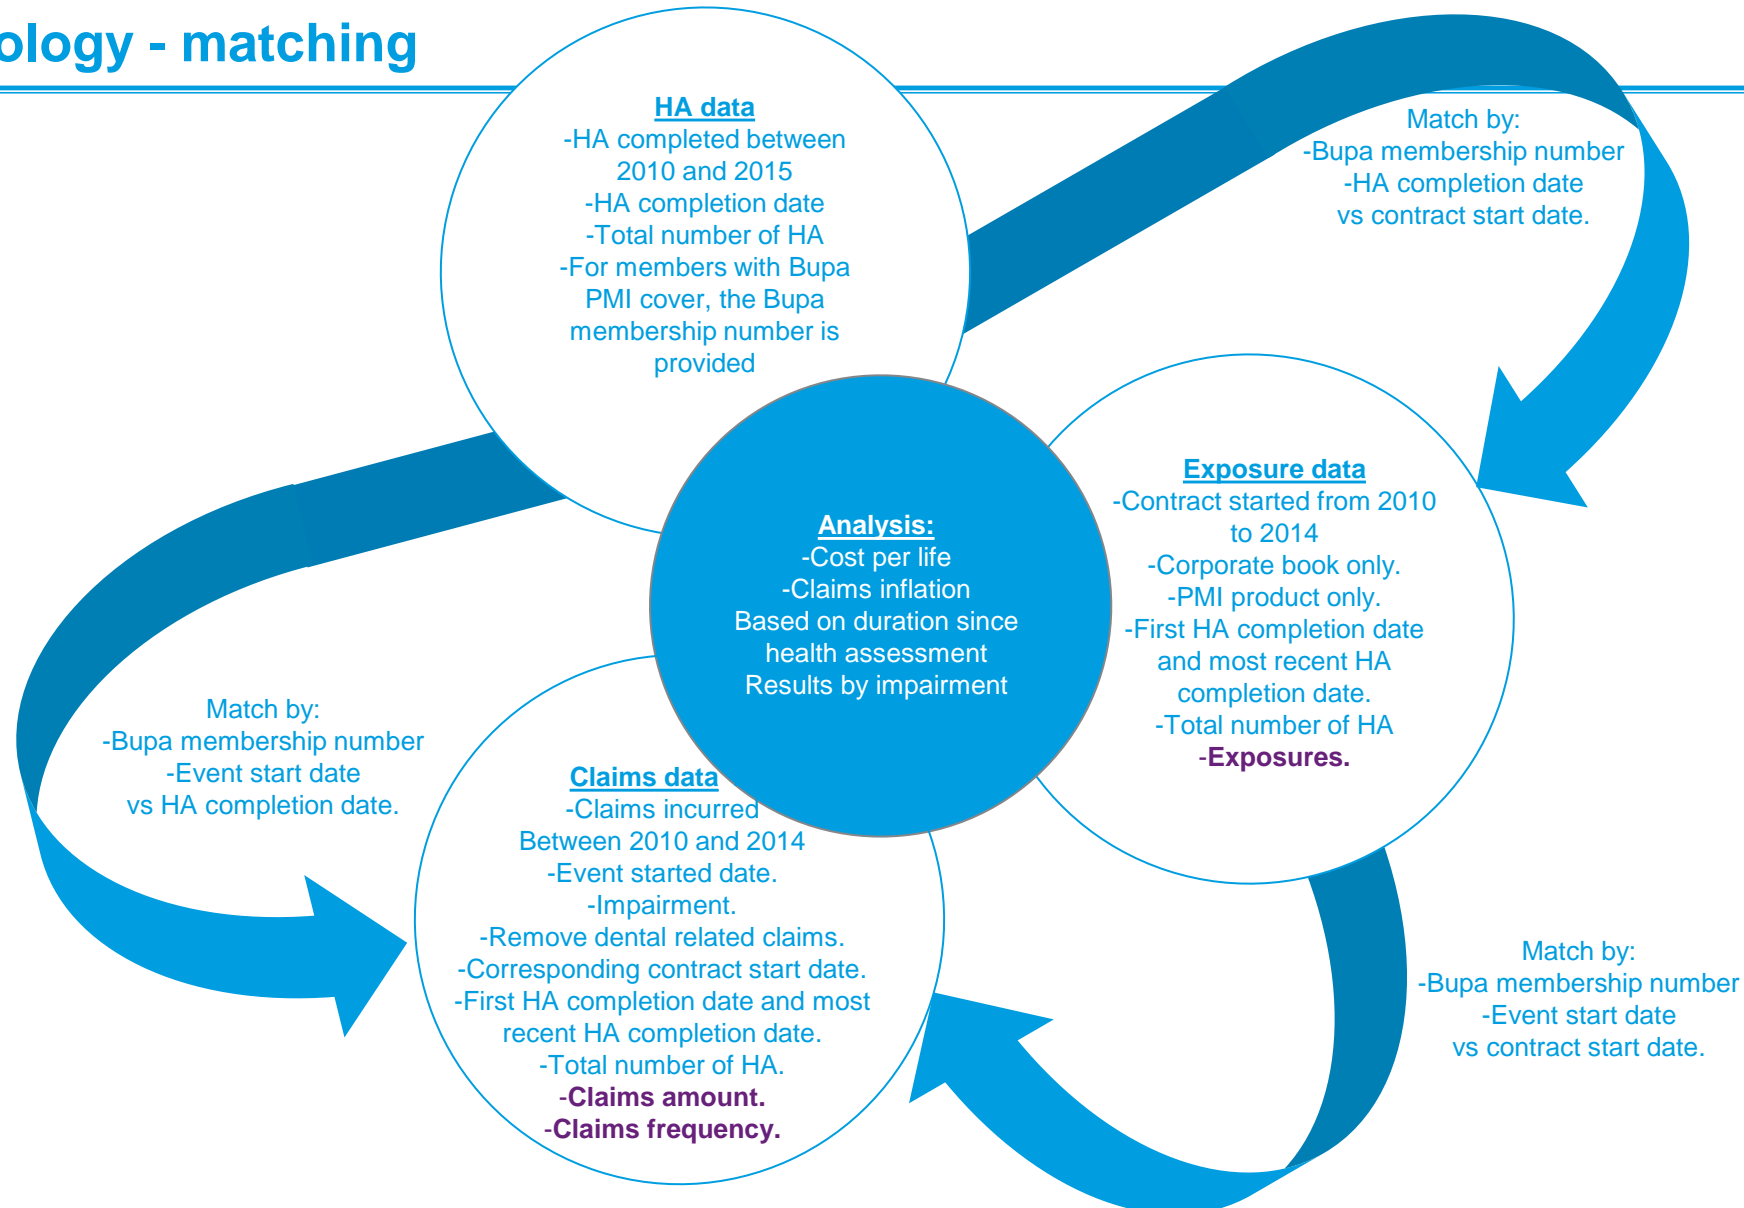 ology - matching
HA data
-HA completed between
2010 and 2015
-HA completion date
-Total number of HA
-For members with Bupa
PMI cover, the Bupa
membership number is
provided
Match by:
-Bupa membership number
-HA completion date
vs contract start date.
Exposure data
-Contract started from 2010
to 2014
-Corporate book only.
-PMI product only.
-First HA completion date
and most recent HA
completion date.
-Total number of HA
-Exposures.
Analysis:
-Cost per life
-Claims inflation
Based on duration since
health assessment
Results by impairment
Match by:
-Bupa membership number
-Event start date
vs HA completion date.
Claims data
-Claims incurred
Between 2010 and 2014
-Event started date.
-Impairment.
-Remove dental related claims.
-Corresponding contract start date.
-First HA completion date and most
recent HA completion date.
-Total number of HA.
-Claims amount.
-Claims frequency.
Match by:
-Bupa membership number
-Event start date
vs contract start date.